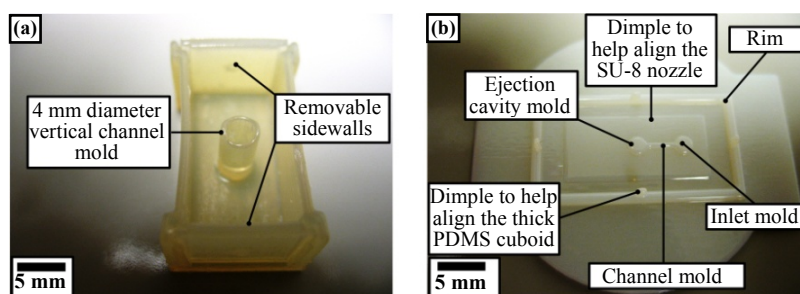 (a)
4 mm diameter
vertical channel
mold
Removable
sidewalls
5 mm
(b)
Dimple to
help align the
SU-8 nozzle
Rim
Ejection
cavity mold
Dimple to help
align the thick
PDMS cuboid
Inlet mold
Channel mold
5 mm